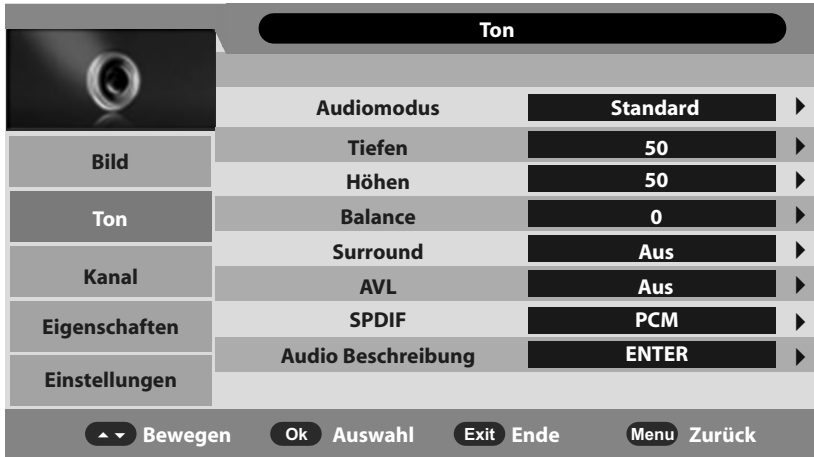 Ton
Audiomodus Standard
Tiefen 50
Höhen 50
Balance 0
Surround Aus
AVL Aus
SPDIF PCM
Audio Beschreibung ENTER
Bild
Ton
Kanal
Eigenschaften
Einstellungen
Bewegen Ok Auswahl Exit Ende Menu Zurück